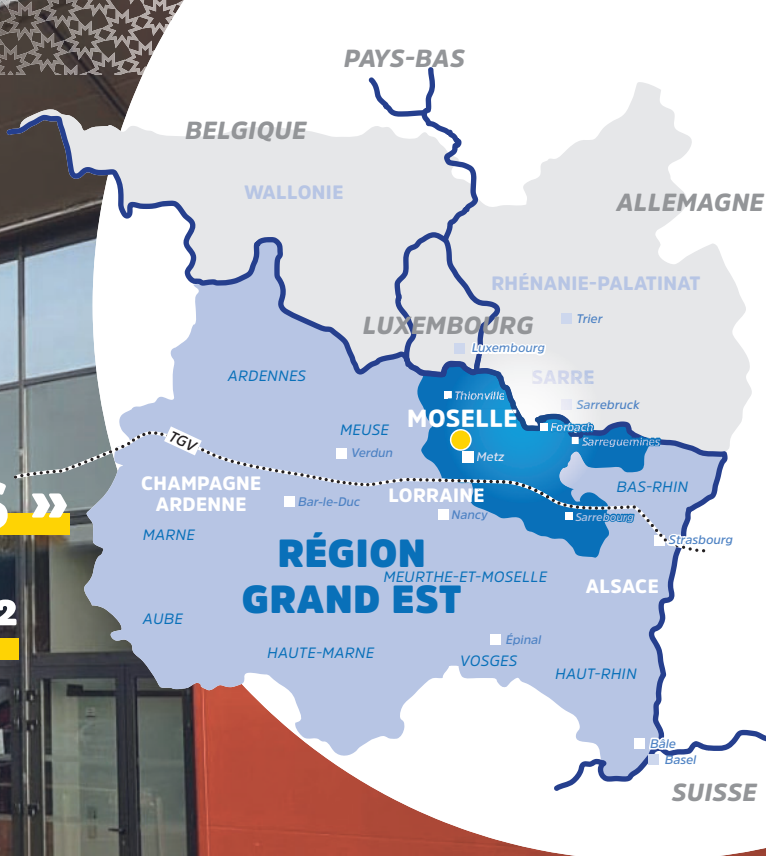 PAYS-BAS
BELGIQUE
WALLONIE
ALLEMAGNE
RHÉNANIE-PALATINAT
Trier
LUXEMBOURG
Luxembourg
SARRE
ARDENNES
Thionville
Sarrebruck
MOSELLE
MEUSE
Forbach
TGV
Sarreguemines
Verdun
Metz
CHAMPAGNE
ARDENNE
LORRAINE
BAS-RHIN
S »
Bar-le-Duc
Nancy
Sarrebourg
MARNE
Strasbourg
RÉGION
GRAND EST
MEURTHE-ET-MOSELLE
ALSACE
2
AUBE
Épinal
HAUTE-MARNE
VOSGES
HAUT-RHIN
Bâle
Basel
SUISSE